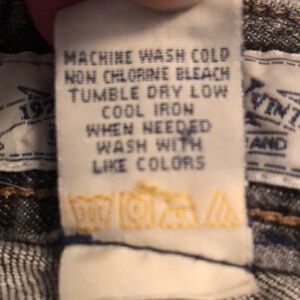 MACHINE WASH COLD
NON CHLORINE BLEACH
TUMBLE DRY LOW
COOL IRON
WHEN NEEDED
WASH WITH
LIKE COLORS